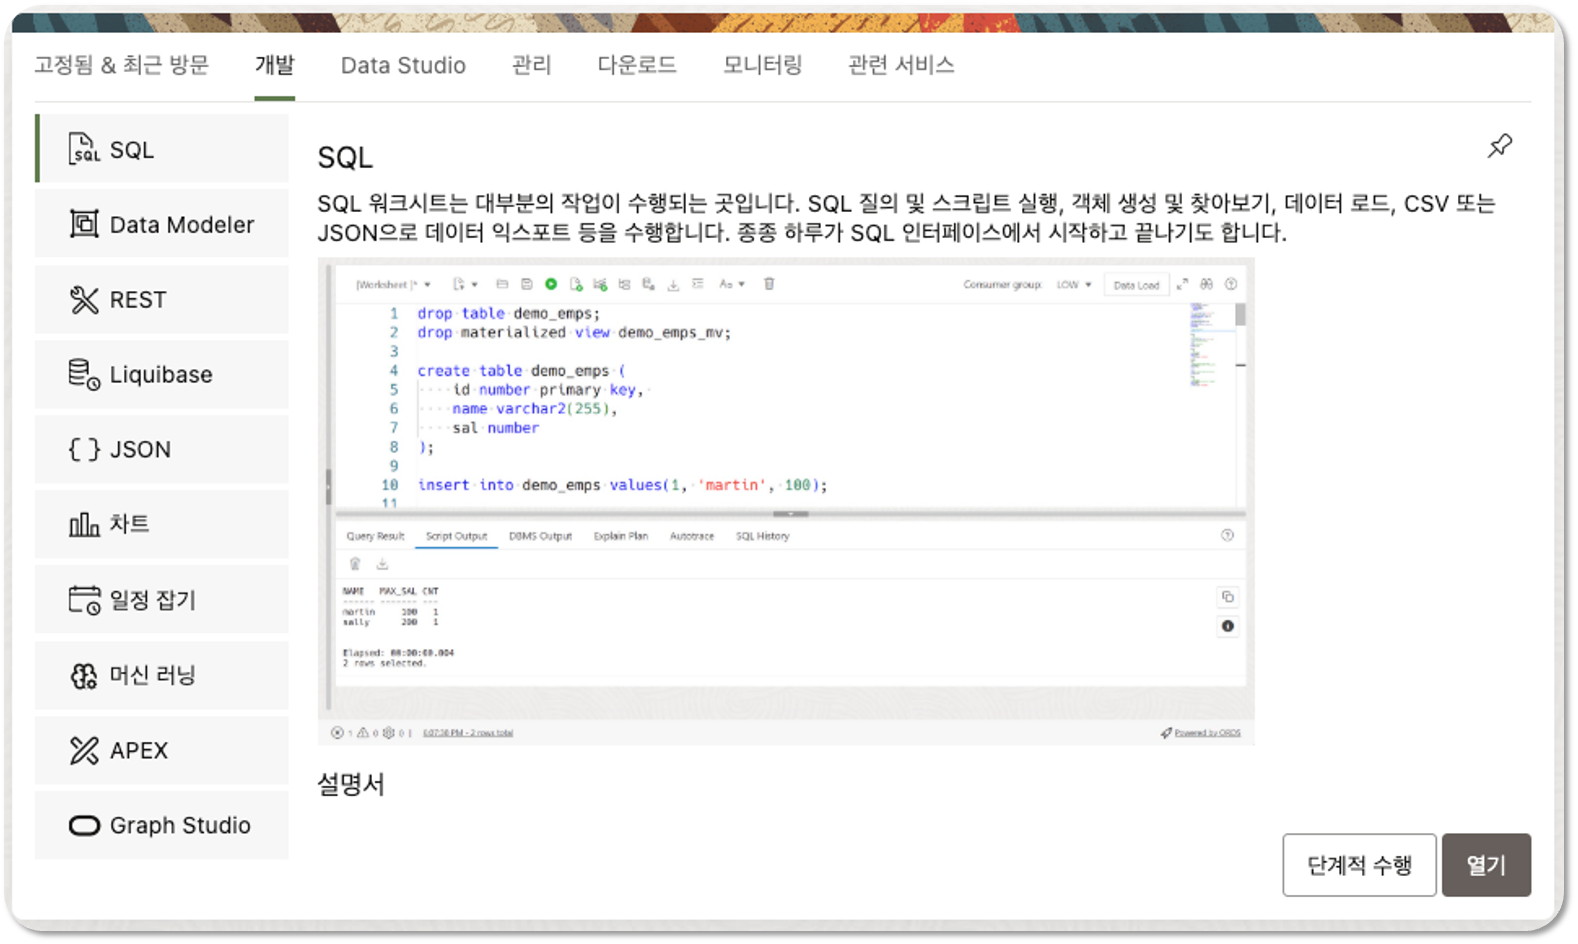 고정됨 & 최근 방문 개발 Data Studio 관리 다운로드 모니터링 관련 서비스
SQL
Data Modeler
REST
Liquibase
JSON
차트
일정 잡기
머신 러닝
APEX
Graph Studio
SQL
SQL 워크시트는 대부분의 작업이 수행되는 곳입니다. SQL 질의 및 스크립트 실행, 객체 생성 및 찾아보기, 데이터 로드, CSV 또는
JSON으로 데이터 익스포트 등을 수행합니다. 종종 하루가 SQL 인터페이스에서 시작하고 끝나기도 합니다.
[Worksheet]* Aa Consumer group: LOW Data Load
1 drop table demo_emps;
2 drop materialized view demo_emps_mv;
3
4 create table demo_emps (
5 id number primary key,
6 name varchar2(255),
7 sal number
8 );
9
10 insert into demo_emps values(1, 'martin', 100);
11
Query Result Script Output DBMS Output Explain Plan Autotrace SQL History
NAME MAX_SAL CNT
------ ------- ---
martin 100 1
sally 200 1
Elapsed: 00:00:00.004
2 rows selected.
1 0 0 | 6:07:38 PM - 2 rows total Powered by ORDS
설명서
단계적 수행 열기